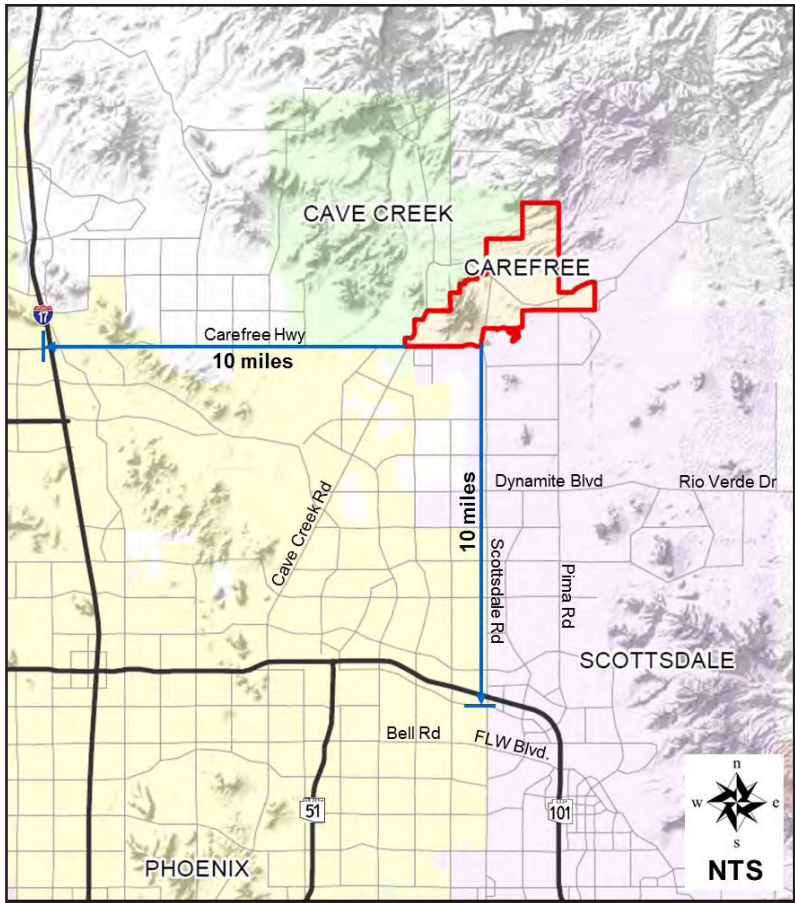 CAVE CREEK
CAREFREE
17
Carefree Hwy
10 miles
Dynamite Blvd
Rio Verde Dr
Cave Creek Rd
10 miles
Scottsdale Rd
Pima Rd
SCOTTSDALE
Bell Rd
FLW Blvd.
51
101
PHOENIX
n
w
e
s
NTS